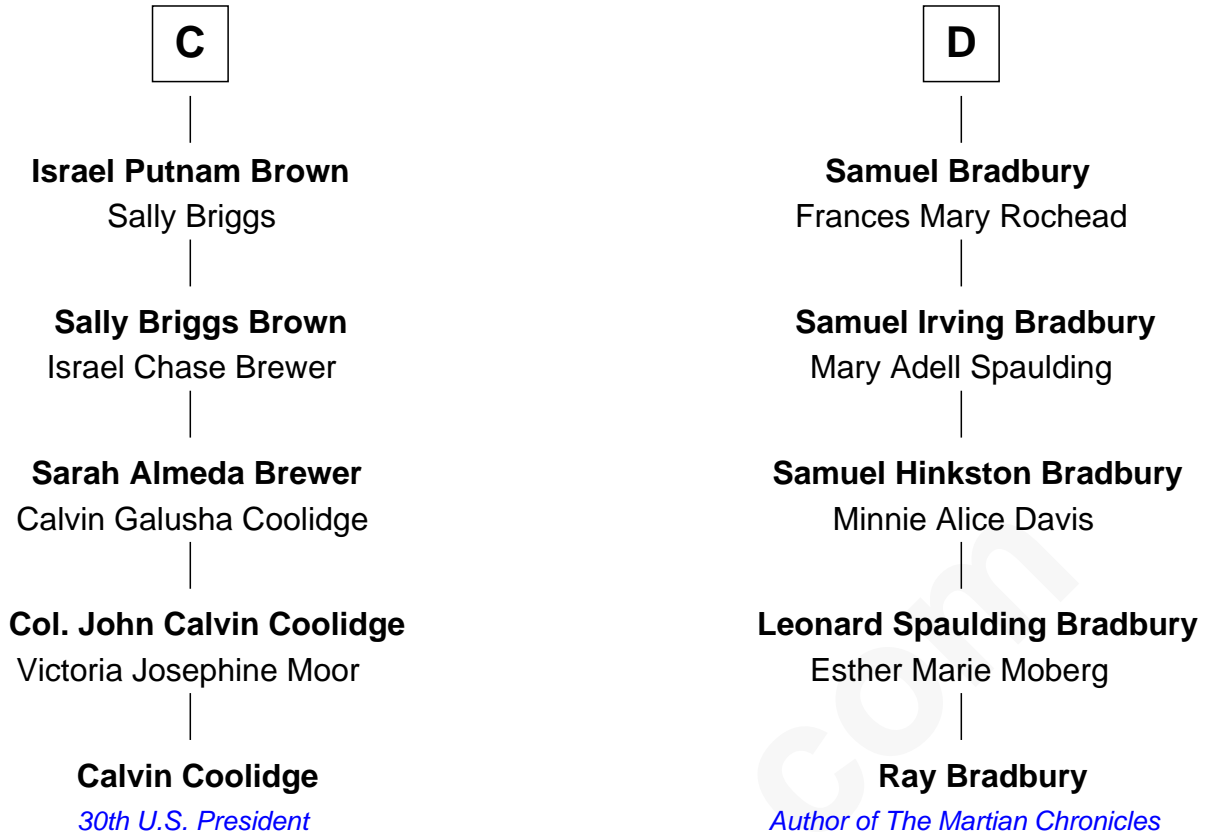 C
Israel Putnam Brown
Sally Briggs
Sally Briggs Brown
Israel Chase Brewer
Sarah Almeda Brewer
Calvin Galusha Coolidge
Col. John Calvin Coolidge
Victoria Josephine Moor
Calvin Coolidge
30th U.S. President
D
Samuel Bradbury
Frances Mary Rochead
Samuel Irving Bradbury
Mary Adell Spaulding
Samuel Hinkston Bradbury
Minnie Alice Davis
Leonard Spaulding Bradbury
Esther Marie Moberg
Ray Bradbury
Author of The Martian Chronicles
com